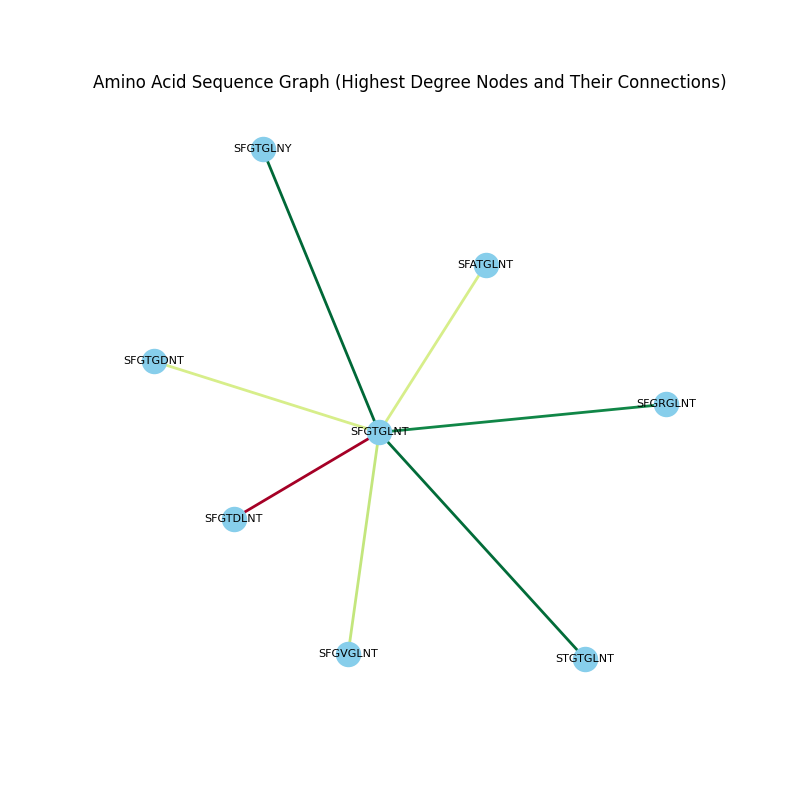 Amino Acid Sequence Graph (Highest Degree Nodes and Their Connections)
SFGTGLNY
SFATGLNT
SFGTGDNT
SFGRGLNT
SFGTGLNT
SFGTDLNT
SFGVGLNT
STGTGLNT